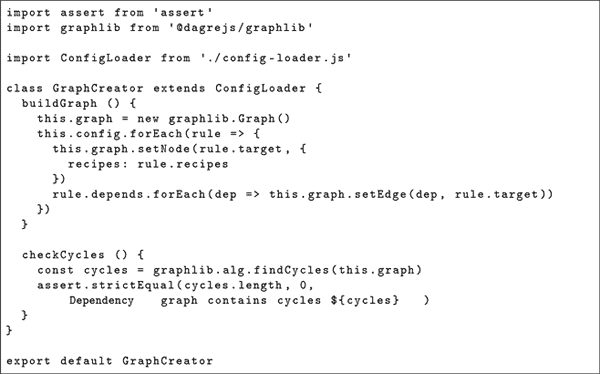 import assert from 'assert'
import graphlib from '@dagrejs/graphlib'
import ConfigLoader from './config-loader.js'
class GraphCreator extends ConfigLoader {
buildGraph () {
this.graph = new graphlib.Graph()
this.config.forEach(rule => {
this.graph.setNode(rule.target, {
recipes: rule.recipes
})
rule.depends.forEach(dep => this.graph.setEdge(dep, rule.target))
})
}
checkCycles () {
const cycles = graphlib.alg.findCycles(this.graph)
assert.strictEqual(cycles.length, 0,
Dependency graph contains cycles ${cycles} )
}
}
export default GraphCreator